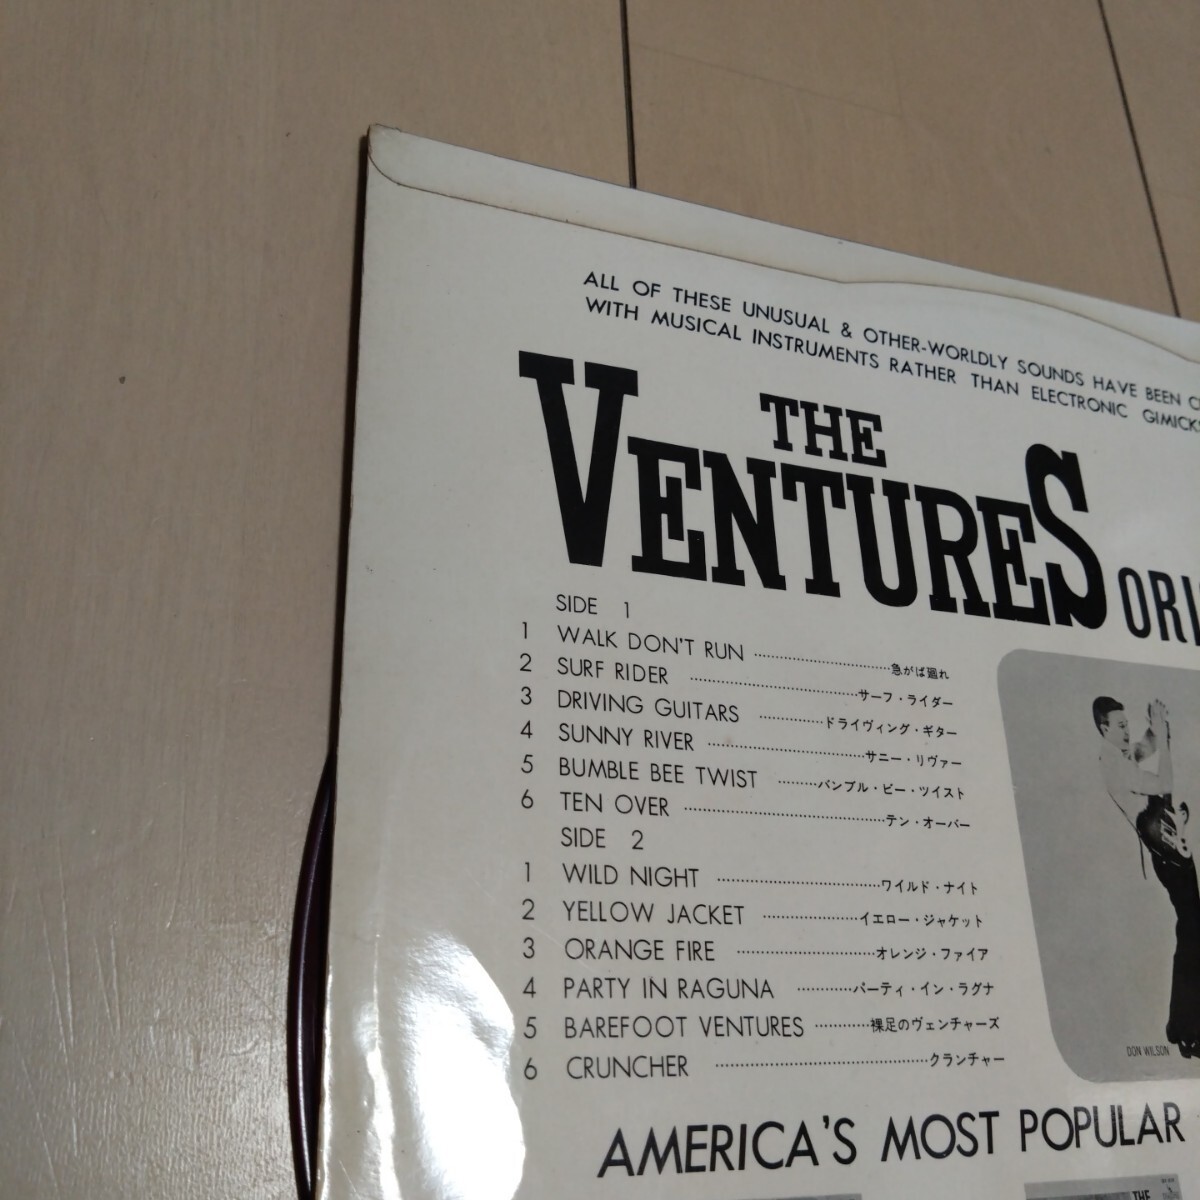 ALL OF THESE UNUSUAL & OTHER-WORLDLY SOUNDS HAVE BEEN
WITH MUSICAL INSTRUMENTS RATHER THAN ELECTRONIC GIMICKS
THE
VENTURES ORI
SIDE 1
1 WALK DON'T RUN 急がば廻れ
2 SURF RIDER サーフ・ライダー
3 DRIVING GUITARS ドライヴィング・ギター
4 SUNNY RIVER サニー・リヴァー
5 BUMBLE BEE TWIST バンブル・ビー・ツイスト
6 TEN OVER テン・オーバー
SIDE 2
1 WILD NIGHT ワイルド・ナイト
2 YELLOW JACKET イエロー・ジャケット
3 ORANGE FIRE オレンジ・ファイア
4 PARTY IN RAGUNA パーティ・イン・ラグナ
5 BAREFOOT VENTURES 裸足のヴェンチャーズ
6 CRUNCHER クランチャー
DON WILSON
AMERICA'S MOST POPULAR
THE